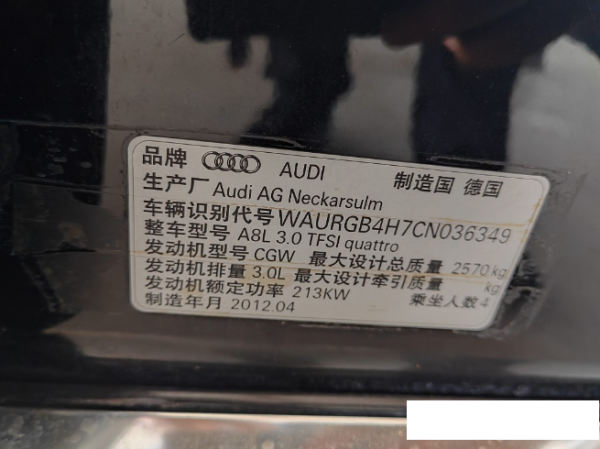 品牌 AUDI 制造国 德国
生产厂 Audi AG Neckarsulm
车辆识别代号 WAURGB4H7CN036349
整车型号 A8L 3.0 TFSI quattro
发动机型号 CGW 最大设计总质量 2570 kg
发动机排量 3.0L 最大设计牵引质量 kg
发动机额定功率 213KW 乘坐人数 4
制造年月 2012.04